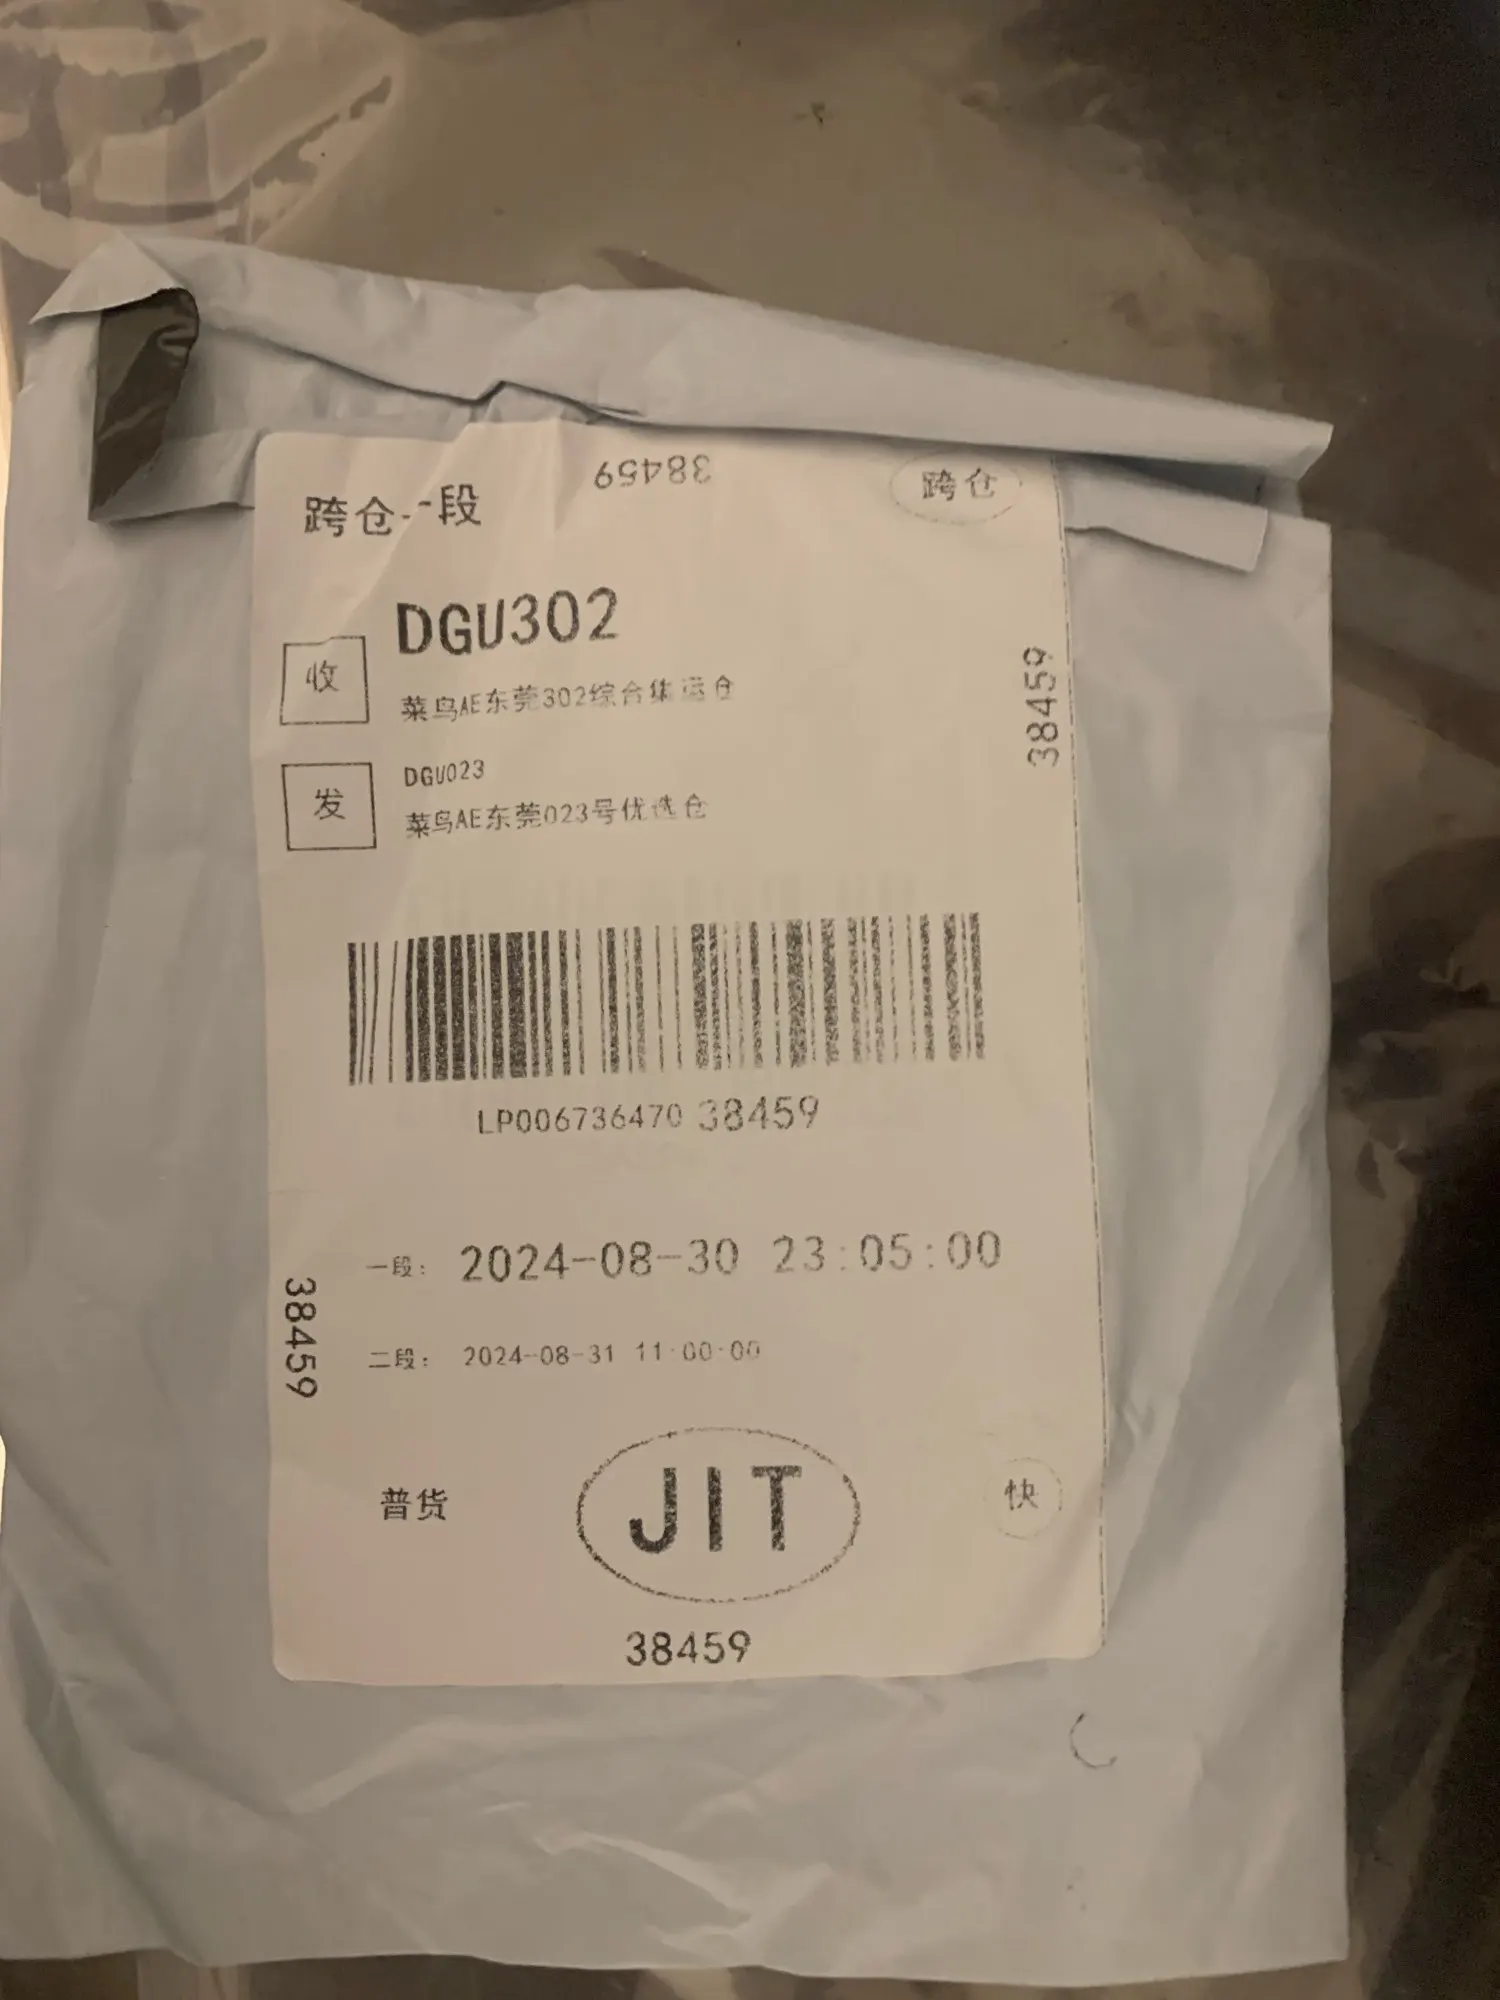 38459
跨仓一段
跨仓
收
DGU302
菜鸟AE东莞302综合集运仓
38459
发
DGU023
菜鸟AE东莞023号优选仓
LP00673647038459
一段: 2024-08-30 23:05:00
38459
二段: 2024-08-31 11:00:00
普货
JIT
快
38459